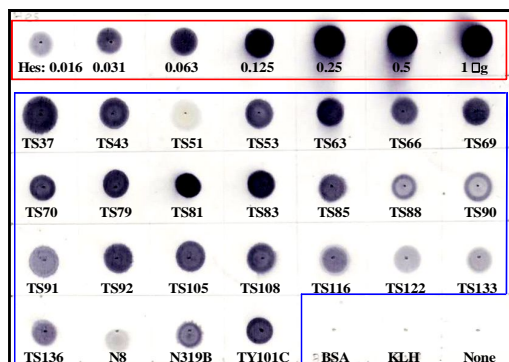 Hes: 0.016 0.031 0.063 0.125 0.25 0.5 1 □g
TS37 TS43 TS51 TS53 TS63 TS66 TS69
TS70 TS79 TS81 TS83 TS85 TS88 TS90
TS91 TS92 TS105 TS108 TS116 TS122 TS133
TS136 N8 N319B TY101C BSA KLH None